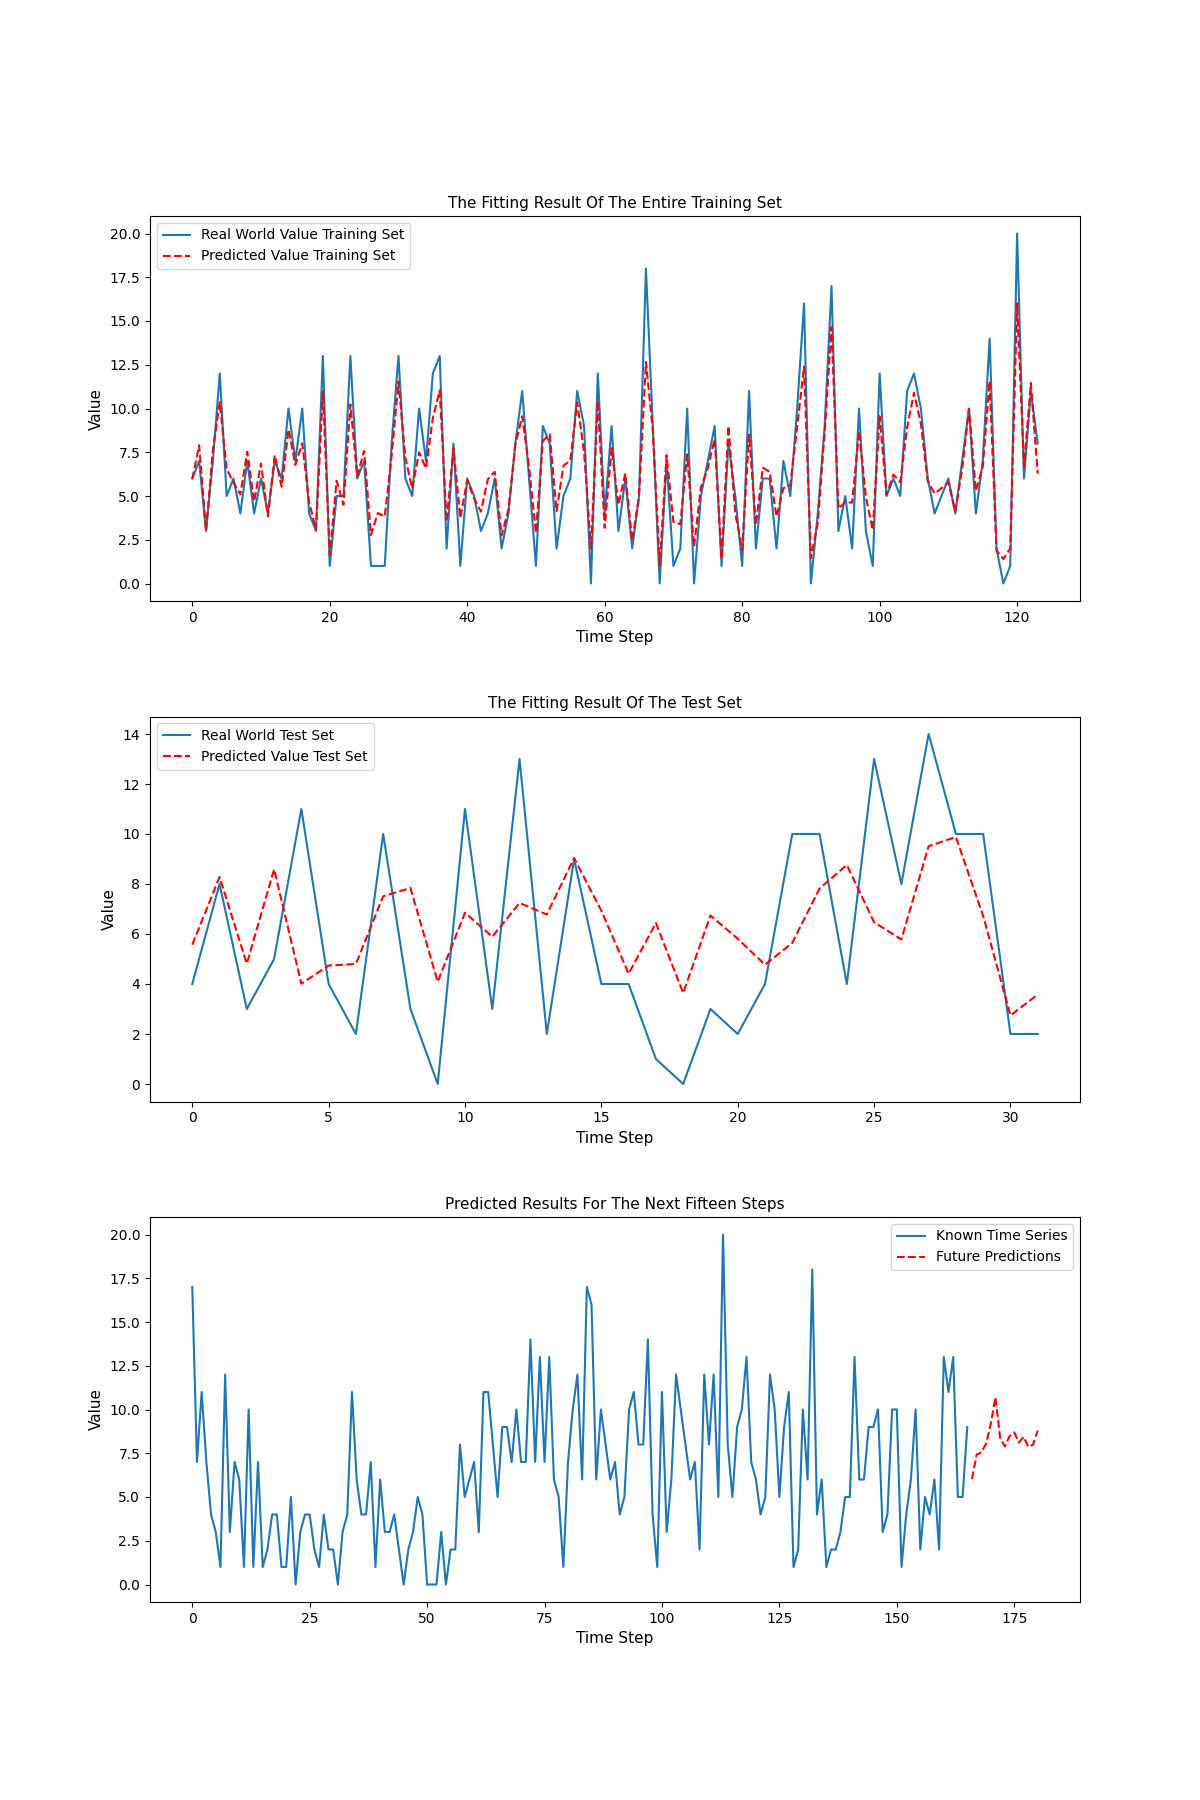 The Fitting Result Of The Entire Training Set
Real World Value Training Set
Predicted Value Training Set
20.0
17.5
15.0
12.5
10.0
7.5
5.0
2.5
0.0
Value
0 20 40 60 80 100 120
Time Step
The Fitting Result Of The Test Set
Real World Test Set
Predicted Value Test Set
14
12
10
8
6
4
2
0
Value
0 5 10 15 20 25 30
Time Step
Predicted Results For The Next Fifteen Steps
Known Time Series
Future Predictions
20.0
17.5
15.0
12.5
10.0
7.5
5.0
2.5
0.0
Value
0 25 50 75 100 125 150 175
Time Step